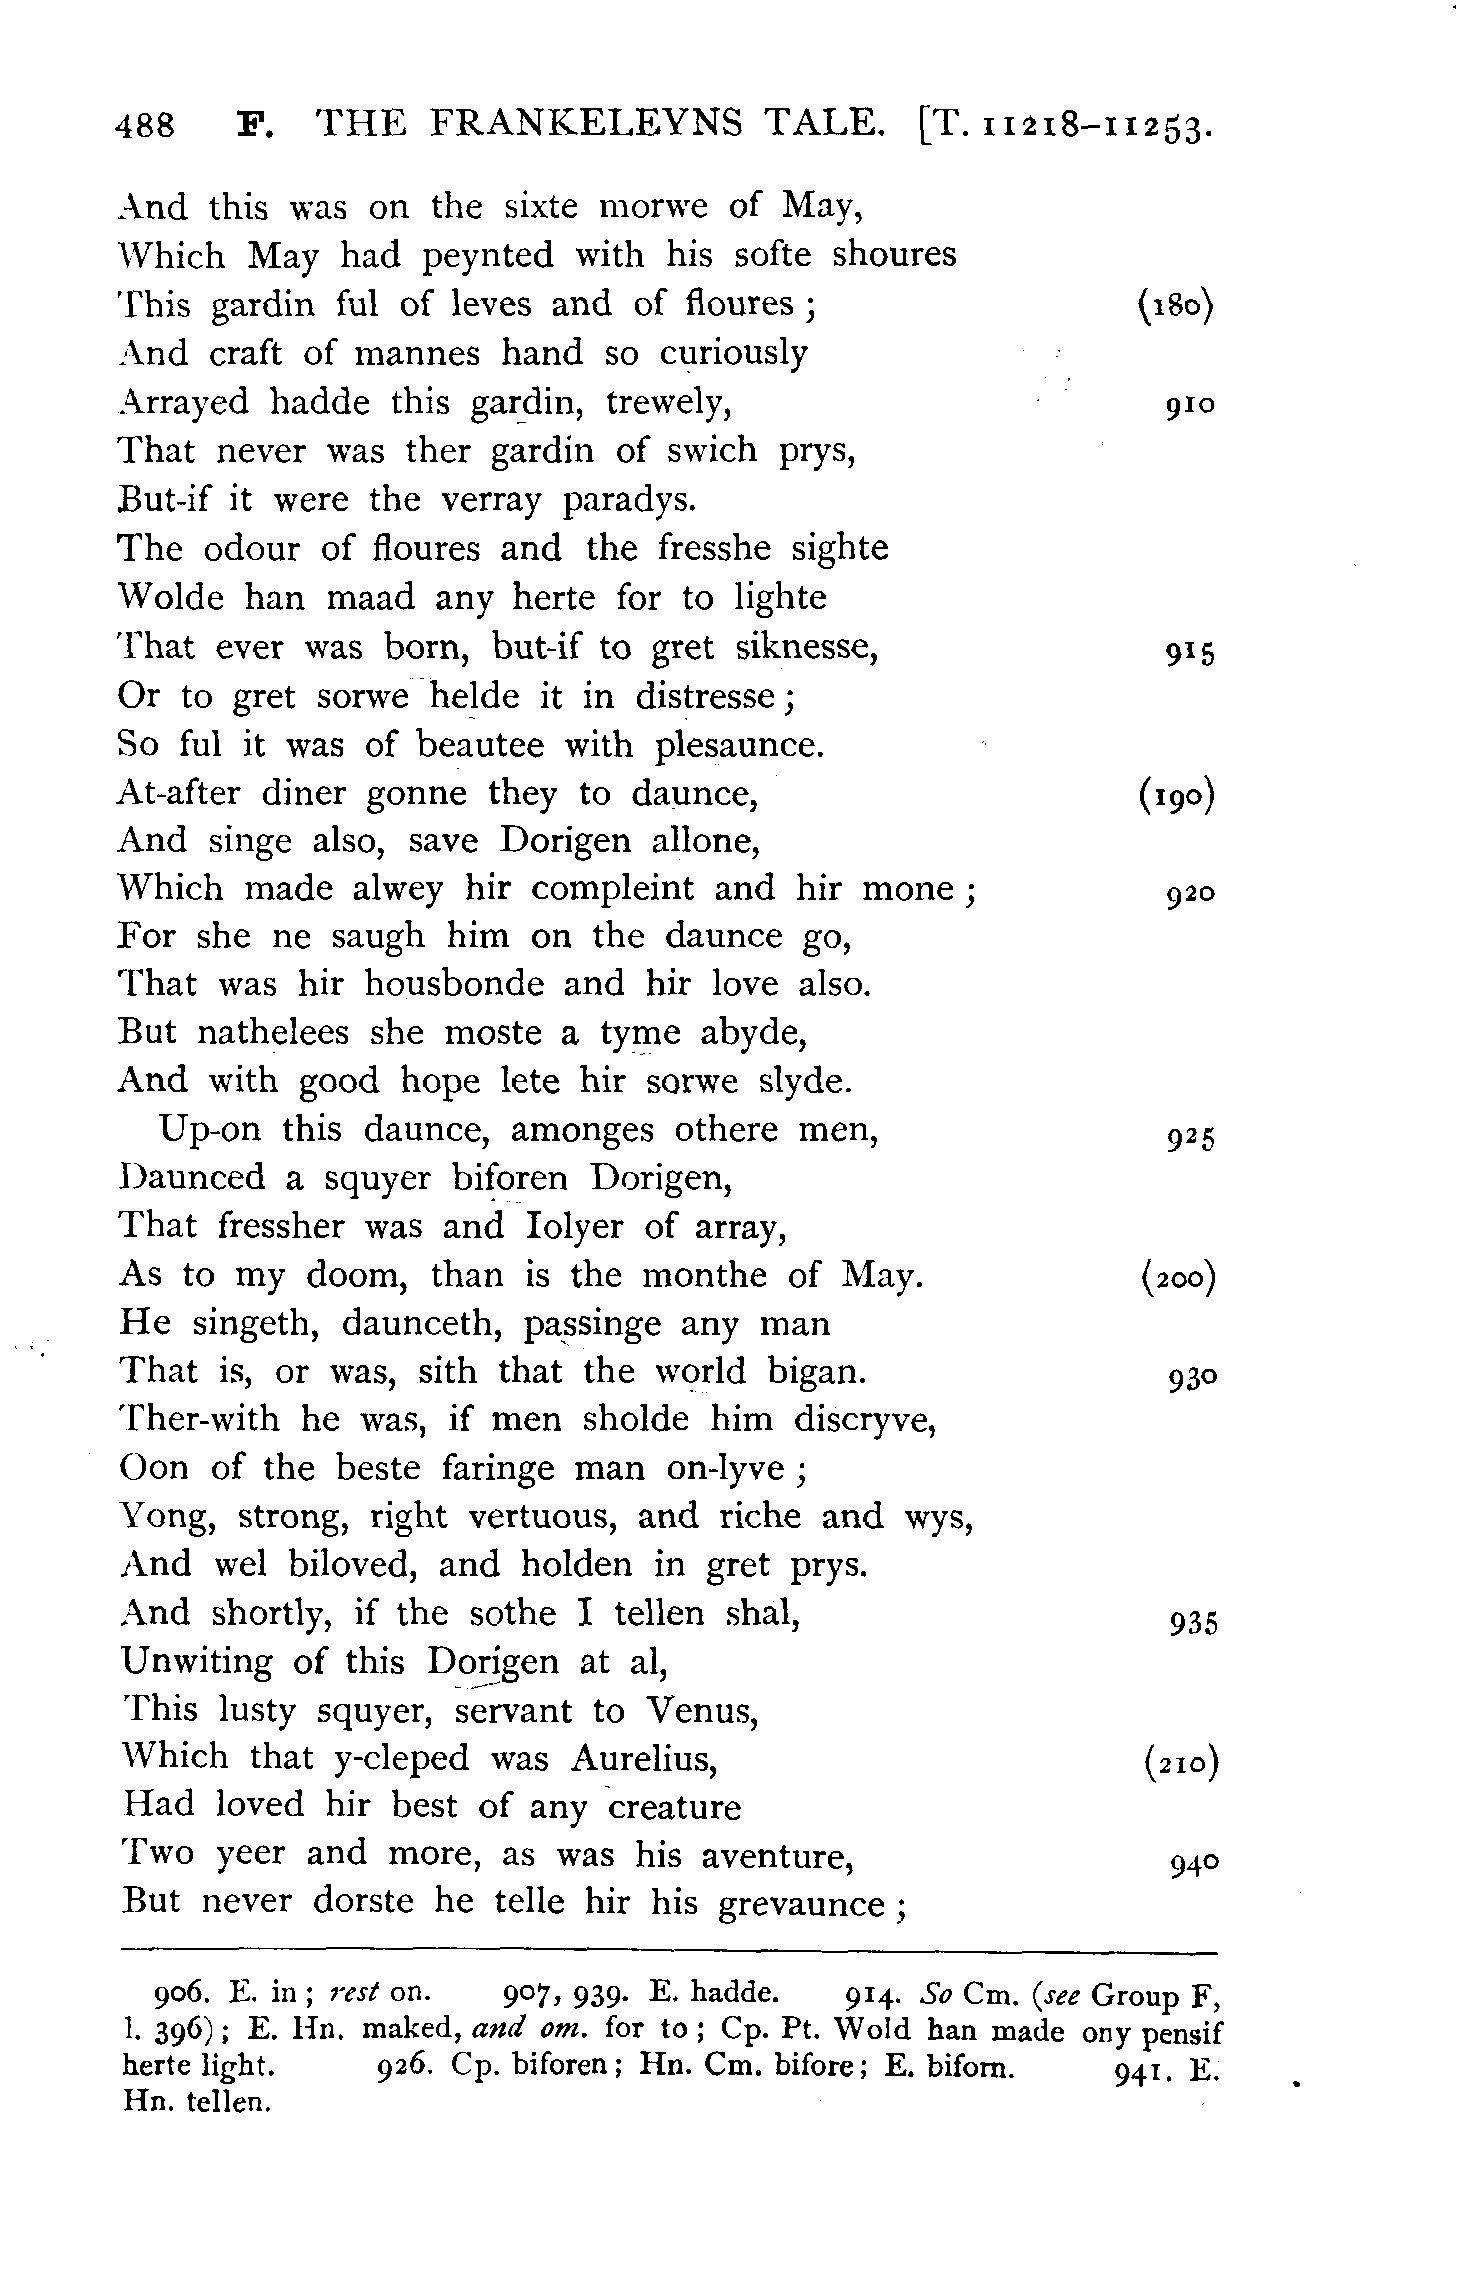 488 F. THE FRANKELEYNS TALE. [T. 11218–11253.
And this was on the sixte morwe of May,
Which May had peynted with his softe shoures
This gardin ful of leves and of floures ; (180)
And craft of mannes hand so curiously
Arrayed hadde this gardin, trewely, 910
That never was ther gardin of swich prys,
But-if it were the verray paradys.
The odour of floures and the fresshe sighte
Wolde han maad any herte for to lighte
That ever was born, but-if to gret siknesse, 915
Or to gret sorwe helde it in distresse ;
So ful it was of beautee with plesaunce.
At-after diner gonne they to daunce, (190)
And singe also, save Dorigen allone,
Which made alwey hir compleint and hir mone ; 920
For she ne saugh him on the daunce go,
That was hir housbonde and hir love also.
But nathelees she moste a tyme abyde,
And with good hope lete hir sorwe slyde.
Up-on this daunce, amonges othere men, 925
Daunced a squyer biforen Dorigen,
That fressher was and Iolyer of array,
As to my doom, than is the monthe of May. (200)
He singeth, daunceth, passinge any man
That is, or was, sith that the world bigan. 930
Ther-with he was, if men sholde him discryve,
Oon of the beste faringe man on-lyve ;
Yong, strong, right vertuous, and riche and wys,
And wel biloved, and holden in gret prys.
And shortly, if the sothe I tellen shal, 935
Unwiting of this Dorigen at al,
This lusty squyer, servant to Venus,
Which that y-cleped was Aurelius, (210)
Had loved hir best of any creature
Two yeer and more, as was his aventure, 940
But never dorste he telle hir his grevaunce ;
906. E. in ; rest on. 907, 939. E. hadde. 914. So Cm. (see Group F,
l. 396) ; E. Hn. maked, and om. for to ; Cp. Pt. Wold han made ony pensif
herte light. 926. Cp. biforen ; Hn. Cm. bifore ; E. biforn. 941. E.
Hn. tellen.